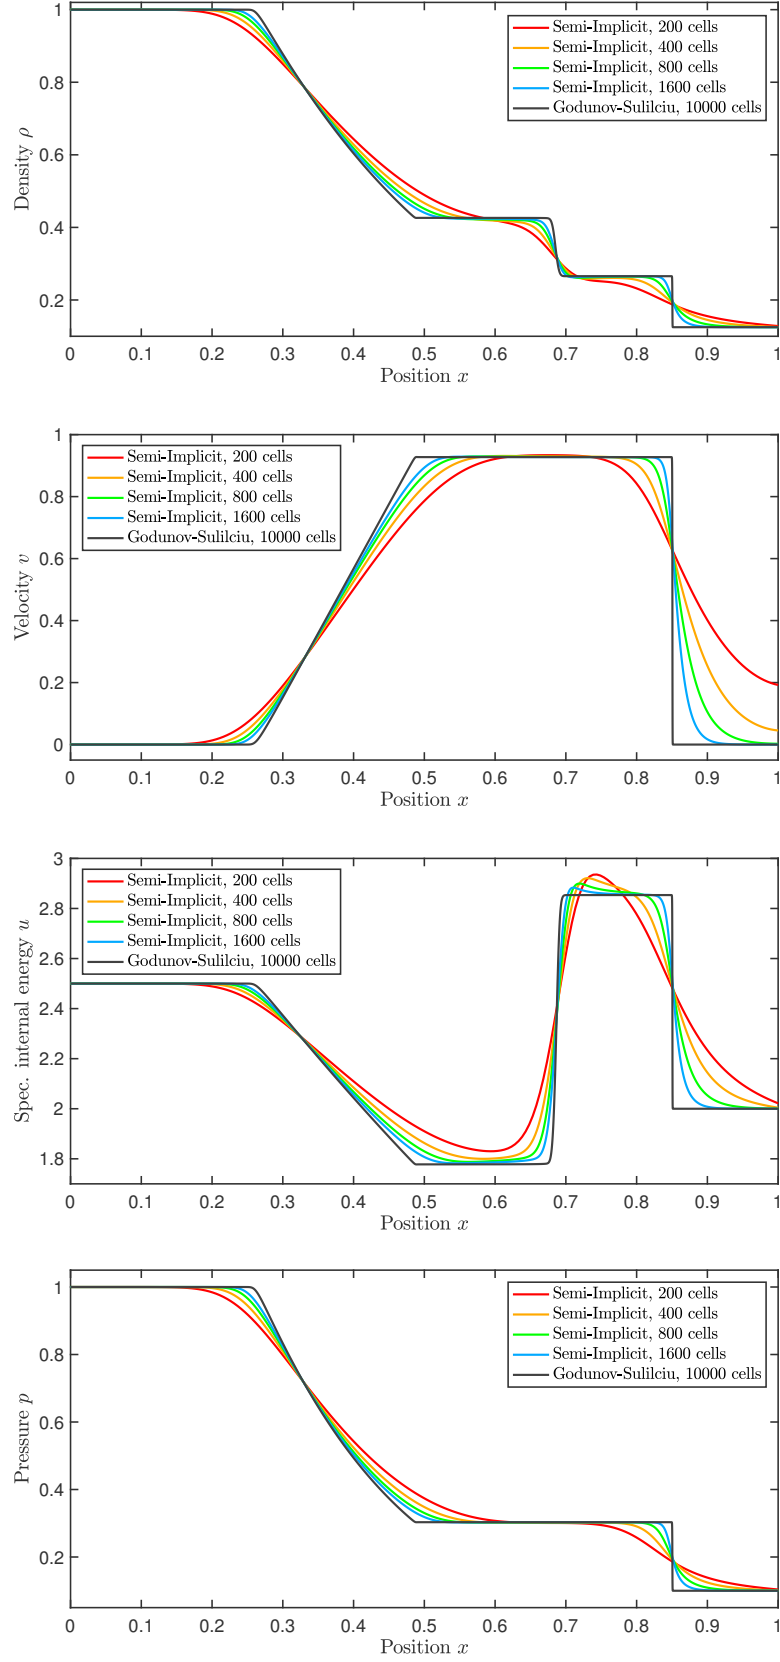 1
0.8
0.6
0.4
0.2
Density ρ
Semi-Implicit, 200 cells
Semi-Implicit, 400 cells
Semi-Implicit, 800 cells
Semi-Implicit, 1600 cells
Godunov-Sulilciu, 10000 cells
0 0.1 0.2 0.3 0.4 0.5 0.6 0.7 0.8 0.9 1
Position x
1
0.8
0.6
0.4
0.2
0
Velocity v
Semi-Implicit, 200 cells
Semi-Implicit, 400 cells
Semi-Implicit, 800 cells
Semi-Implicit, 1600 cells
Godunov-Sulilciu, 10000 cells
0 0.1 0.2 0.3 0.4 0.5 0.6 0.7 0.8 0.9 1
Position x
3
2.8
2.6
2.4
2.2
2
1.8
Spec. internal energy u
Semi-Implicit, 200 cells
Semi-Implicit, 400 cells
Semi-Implicit, 800 cells
Semi-Implicit, 1600 cells
Godunov-Sulilciu, 10000 cells
0 0.1 0.2 0.3 0.4 0.5 0.6 0.7 0.8 0.9 1
Position x
1
0.8
0.6
0.4
0.2
Pressure p
Semi-Implicit, 200 cells
Semi-Implicit, 400 cells
Semi-Implicit, 800 cells
Semi-Implicit, 1600 cells
Godunov-Sulilciu, 10000 cells
0 0.1 0.2 0.3 0.4 0.5 0.6 0.7 0.8 0.9 1
Position x